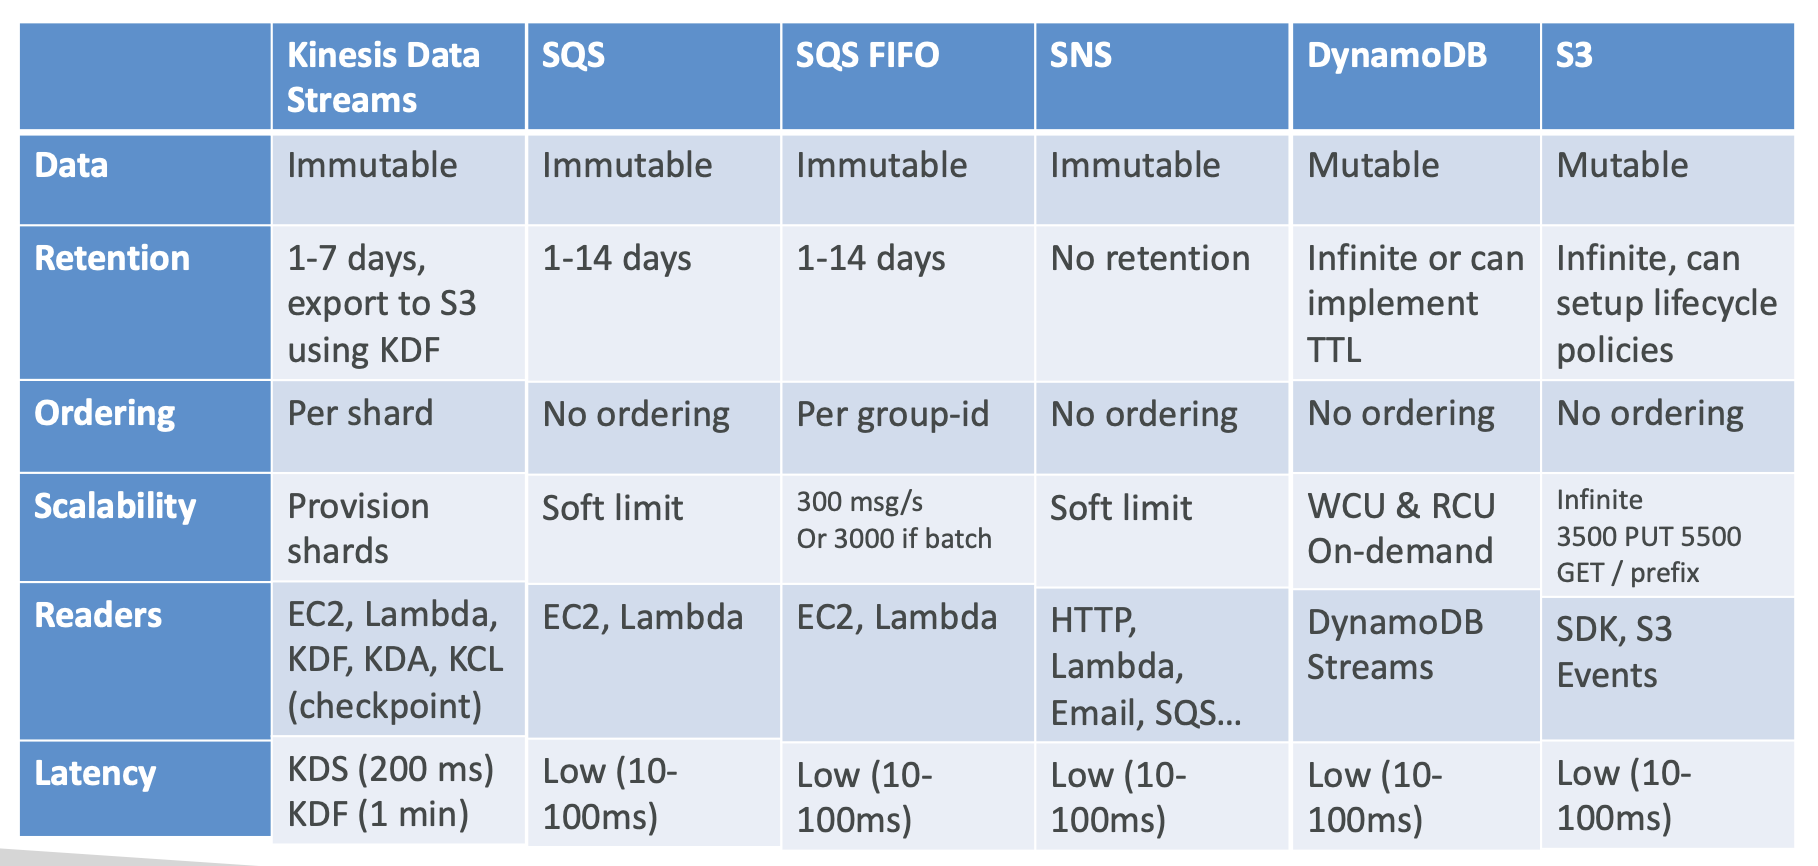 Kinesis Data
Streams
SQS
SQS FIFO
SNS
DynamoDB
S3
Data
Immutable
Immutable
Immutable
Immutable
Mutable
Mutable
Retention
1-7 days,
export to S3
using KDF
1-14 days
1-14 days
No retention
Infinite or can
implement
TTL
Infinite, can
setup lifecycle
policies
Ordering
Per shard
No ordering
Per group-id
No ordering
No ordering
No ordering
Scalability
Provision
shards
Soft limit
300 msg/s
Or 3000 if batch
Soft limit
WCU & RCU
On-demand
Infinite
3500 PUT 5500
GET / prefix
Readers
EC2, Lambda,
KDF, KDA, KCL
(checkpoint)
EC2, Lambda
EC2, Lambda
HTTP,
Lambda,
Email, SQS…
DynamoDB
Streams
SDK, S3
Events
Latency
KDS (200 ms)
KDF (1 min)
Low (10-
100ms)
Low (10-
100ms)
Low (10-
100ms)
Low (10-
100ms)
Low (10-
100ms)